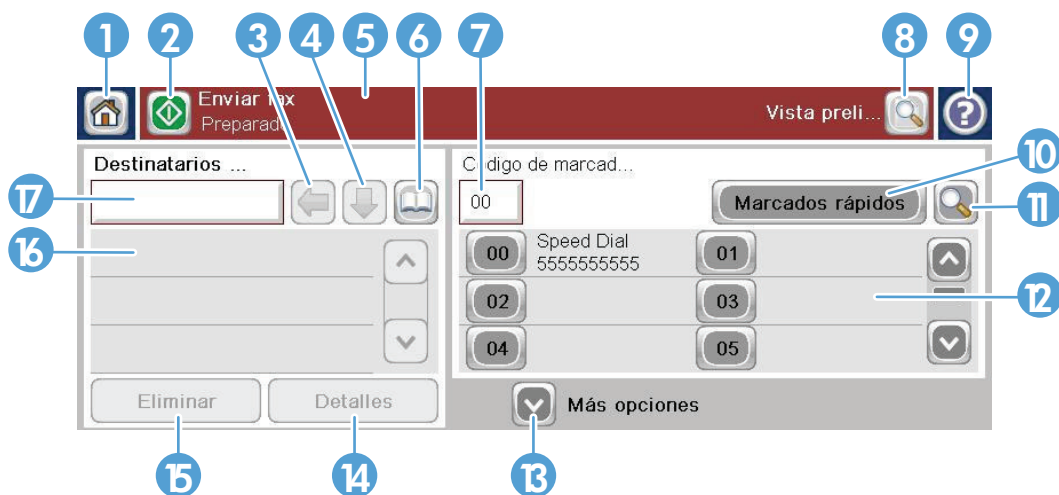 1 2 3 4 5 6 7 8 9
Enviar fax
Preparado
Vista preli...
?
Destinatarios ...
Código de marcad...
10
17
00
Marcados rápidos
11
16
00
Speed Dial
5555555555
01
02
03
12
04
05
Eliminar
Detalles
Más opciones
15
14
13